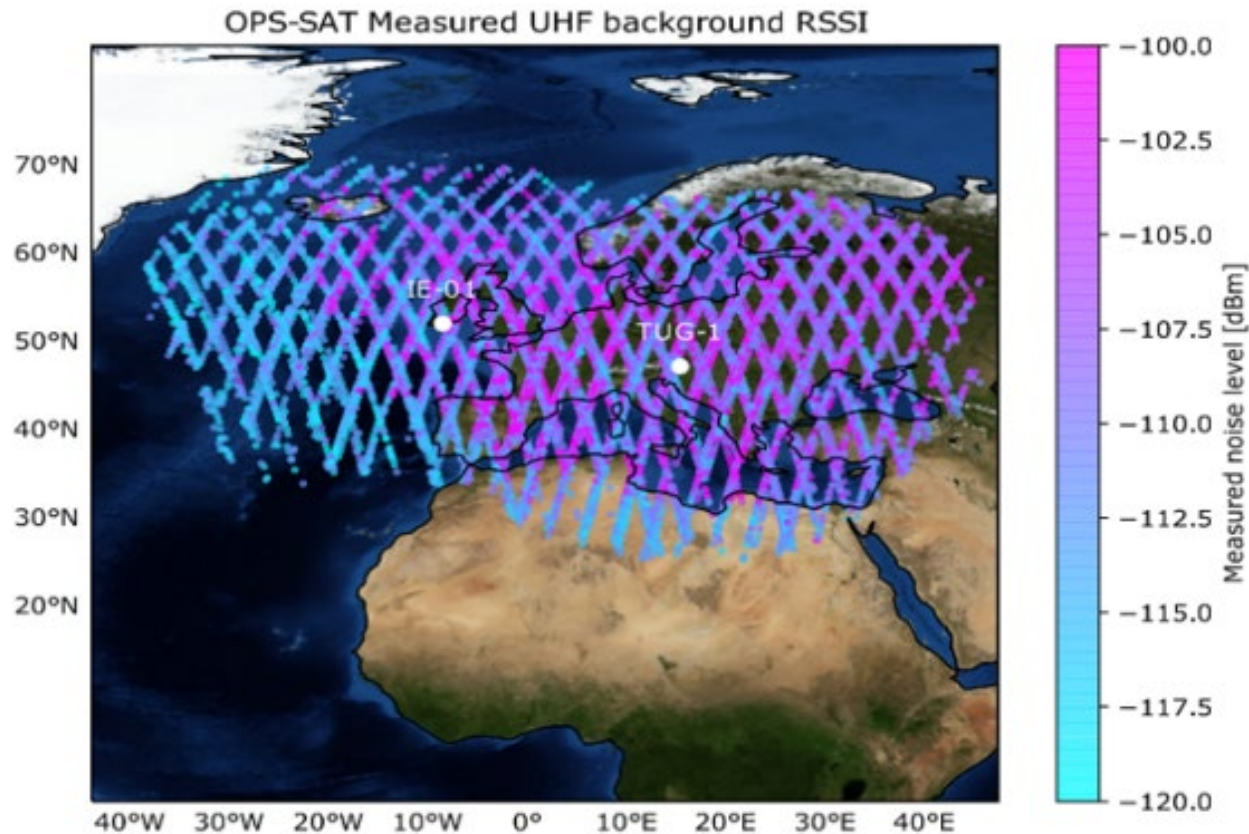 OPS-SAT Measured UHF background RSSI
70°N
60°N
50°N
40°N
30°N
20°N
40°W 30°W 20°W 10°W 0° 10°E 20°E 30°E 40°E
IE-01
TUG-1
−100.0
−102.5
−105.0
−107.5
−110.0
−112.5
−115.0
−117.5
−120.0
Measured noise level [dBm]